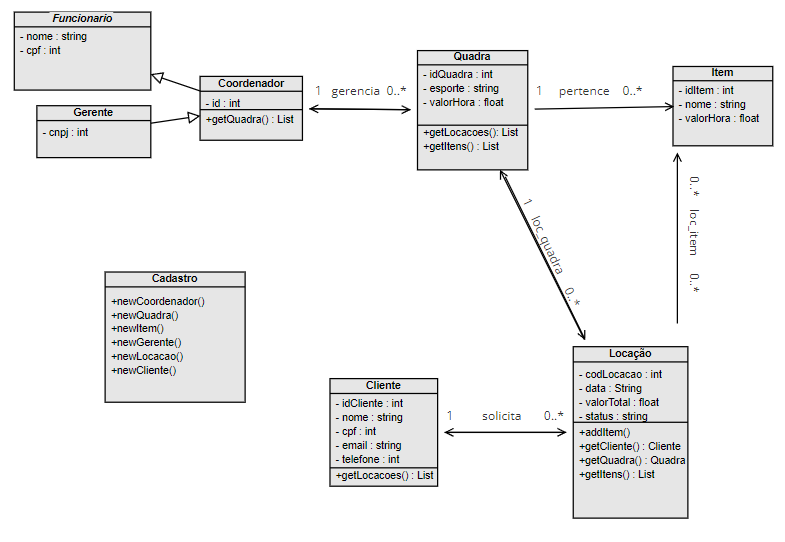 Funcionario
- nome : string
- cpf : int
Gerente
- cnpj : int
Coordenador
- id : int
+getQuadra() : List
1 gerencia 0..*
Quadra
- idQuadra : int
- esporte : string
- valorHora : float
+getLocacoes(): List
+getItens() : List
1 pertence 0..*
Item
- idItem : int
- nome : string
- valorHora : float
0..* loc_item 0..*
1 loc_quadra 0..*
Cadastro
+newCoordenador()
+newQuadra()
+newItem()
+newGerente()
+newLocacao()
+newCliente()
Cliente
- idCliente : int
- nome : string
- cpf : int
- email : string
- telefone : int
+getLocacoes() : List
1 solicita 0..*
Locação
- codLocacao : int
- data : String
- valorTotal : float
- status : string
+addItem()
+getCliente() : Cliente
+getQuadra() : Quadra
+getItens() : List